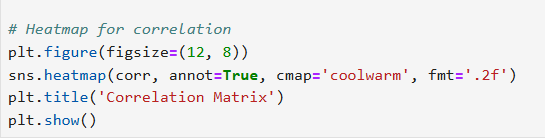 # Heatmap for correlation
plt.figure(figsize=(12, 8))
sns.heatmap(corr, annot=True, cmap='coolwarm', fmt='.2f')
plt.title('Correlation Matrix')
plt.show()